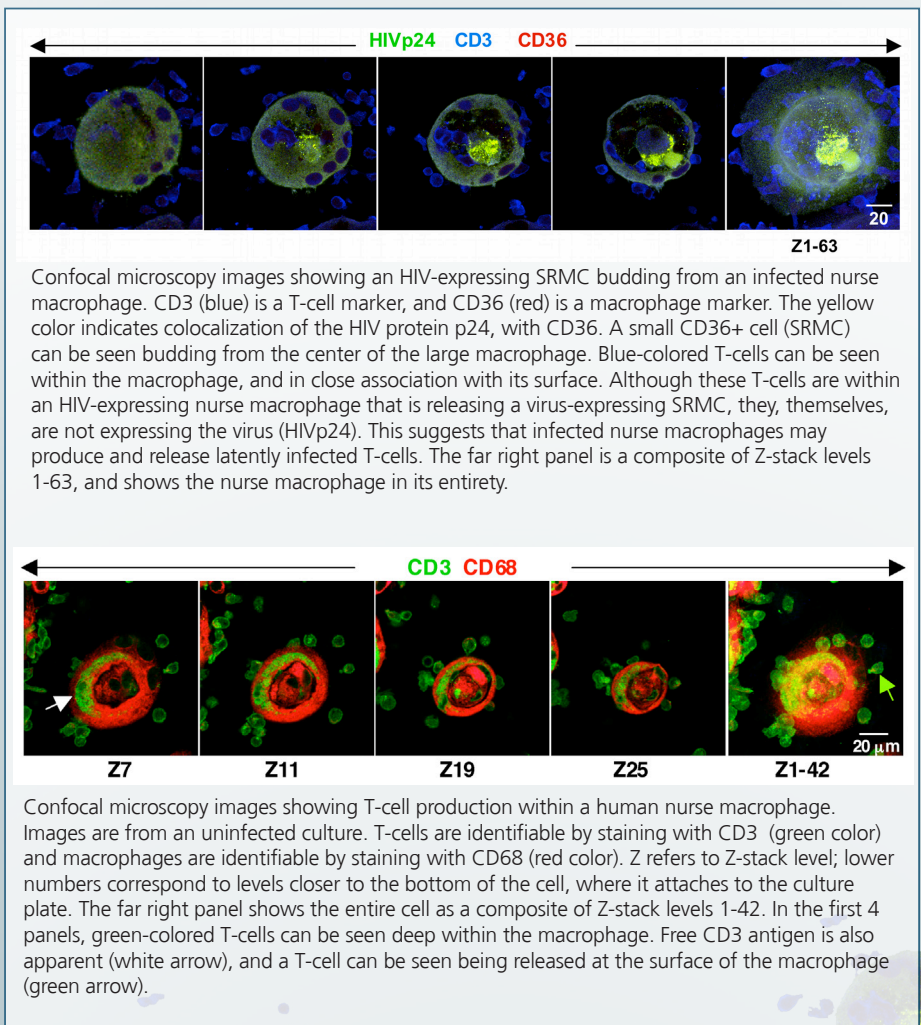 HIVp24 CD3 CD36
20
Z1-63
Confocal microscopy images showing an HIV-expressing SRMC budding from an infected nurse
macrophage. CD3 (blue) is a T-cell marker, and CD36 (red) is a macrophage marker. The yellow
color indicates colocalization of the HIV protein p24, with CD36. A small CD36+ cell (SRMC)
can be seen budding from the center of the large macrophage. Blue-colored T-cells can be seen
within the macrophage, and in close association with its surface. Although these T-cells are within
an HIV-expressing nurse macrophage that is releasing a virus-expressing SRMC, they, themselves,
are not expressing the virus (HIVp24). This suggests that infected nurse macrophages may
produce and release latently infected T-cells. The far right panel is a composite of Z-stack levels
1-63, and shows the nurse macrophage in its entirety.
CD3 CD68
20 µm
Z7 Z11 Z19 Z25 Z1-42
Confocal microscopy images showing T-cell production within a human nurse macrophage.
Images are from an uninfected culture. T-cells are identifiable by staining with CD3 (green color)
and macrophages are identifiable by staining with CD68 (red color). Z refers to Z-stack level; lower
numbers correspond to levels closer to the bottom of the cell, where it attaches to the culture
plate. The far right panel shows the entire cell as a composite of Z-stack levels 1-42. In the first 4
panels, green-colored T-cells can be seen deep within the macrophage. Free CD3 antigen is also
apparent (white arrow), and a T-cell can be seen being released at the surface of the macrophage
(green arrow).